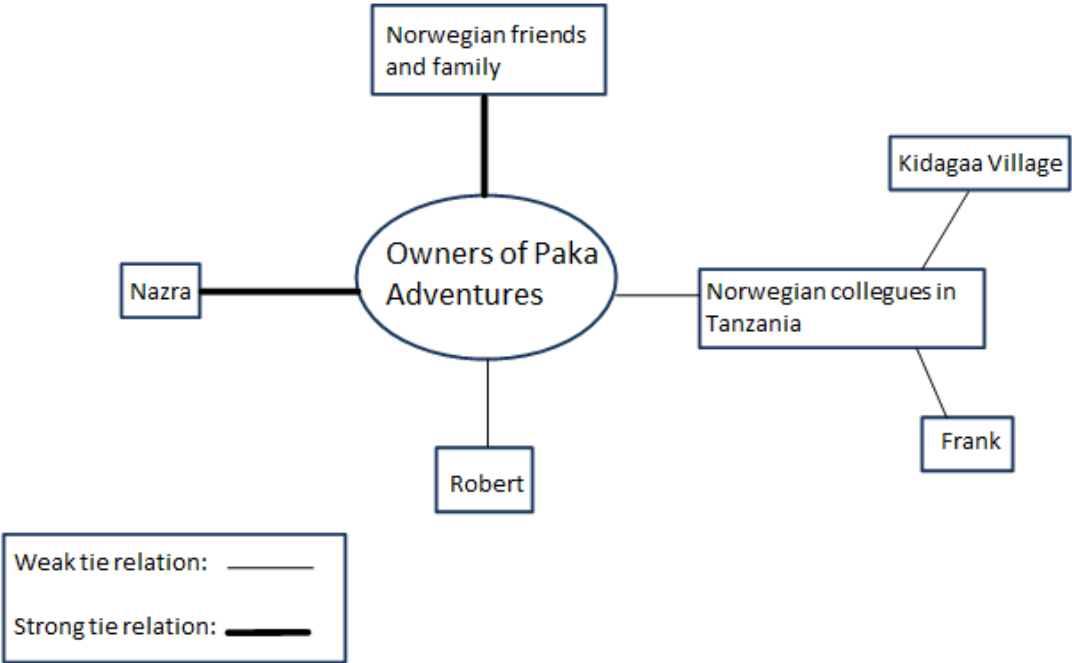 Norwegian friends
and family
Kidagaa Village
Owners of Paka
Adventures
Nazra
Norwegian collegues in
Tanzania
Frank
Robert
Weak tie relation:
Strong tie relation: